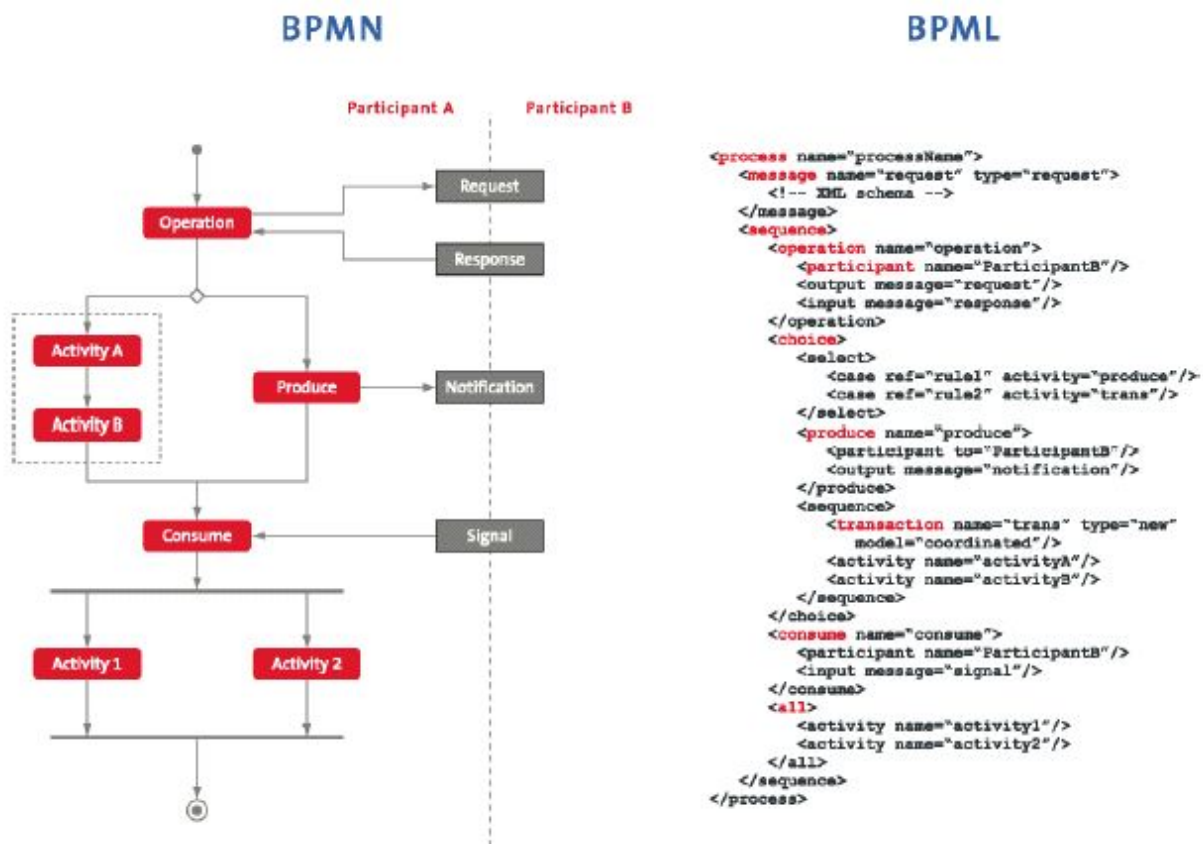 BPMN
BPML
Participant A
Participant B
Request
Operation
Response
Activity A
Produce
Notification
Activity B
Consume
Signal
Activity 1
Activity 2
<process name="processName">
<message name="request" type="request">
<!-- XML schema -->
</message>
<sequence>
<operation name="operation">
<participant name="ParticipantB"/>
<output message="request"/>
<input message="response"/>
</operation>
<choice>
<select>
<case ref="rule1" activity="produce"/>
<case ref="rule2" activity="trans"/>
</select>
<produce name="produce">
<participant to="ParticipantB"/>
<output message="notification"/>
</produce>
<sequence>
<transaction name="trans" type="new"
model="coordinated"/>
<activity name="activityA"/>
<activity name="activityB"/>
</sequence>
</choice>
<consume name="consume">
<participant name="ParticipantB"/>
<input message="signal"/>
</consume>
<all>
<activity name="activity1"/>
<activity name="activity2"/>
</all>
</sequence>
</process>